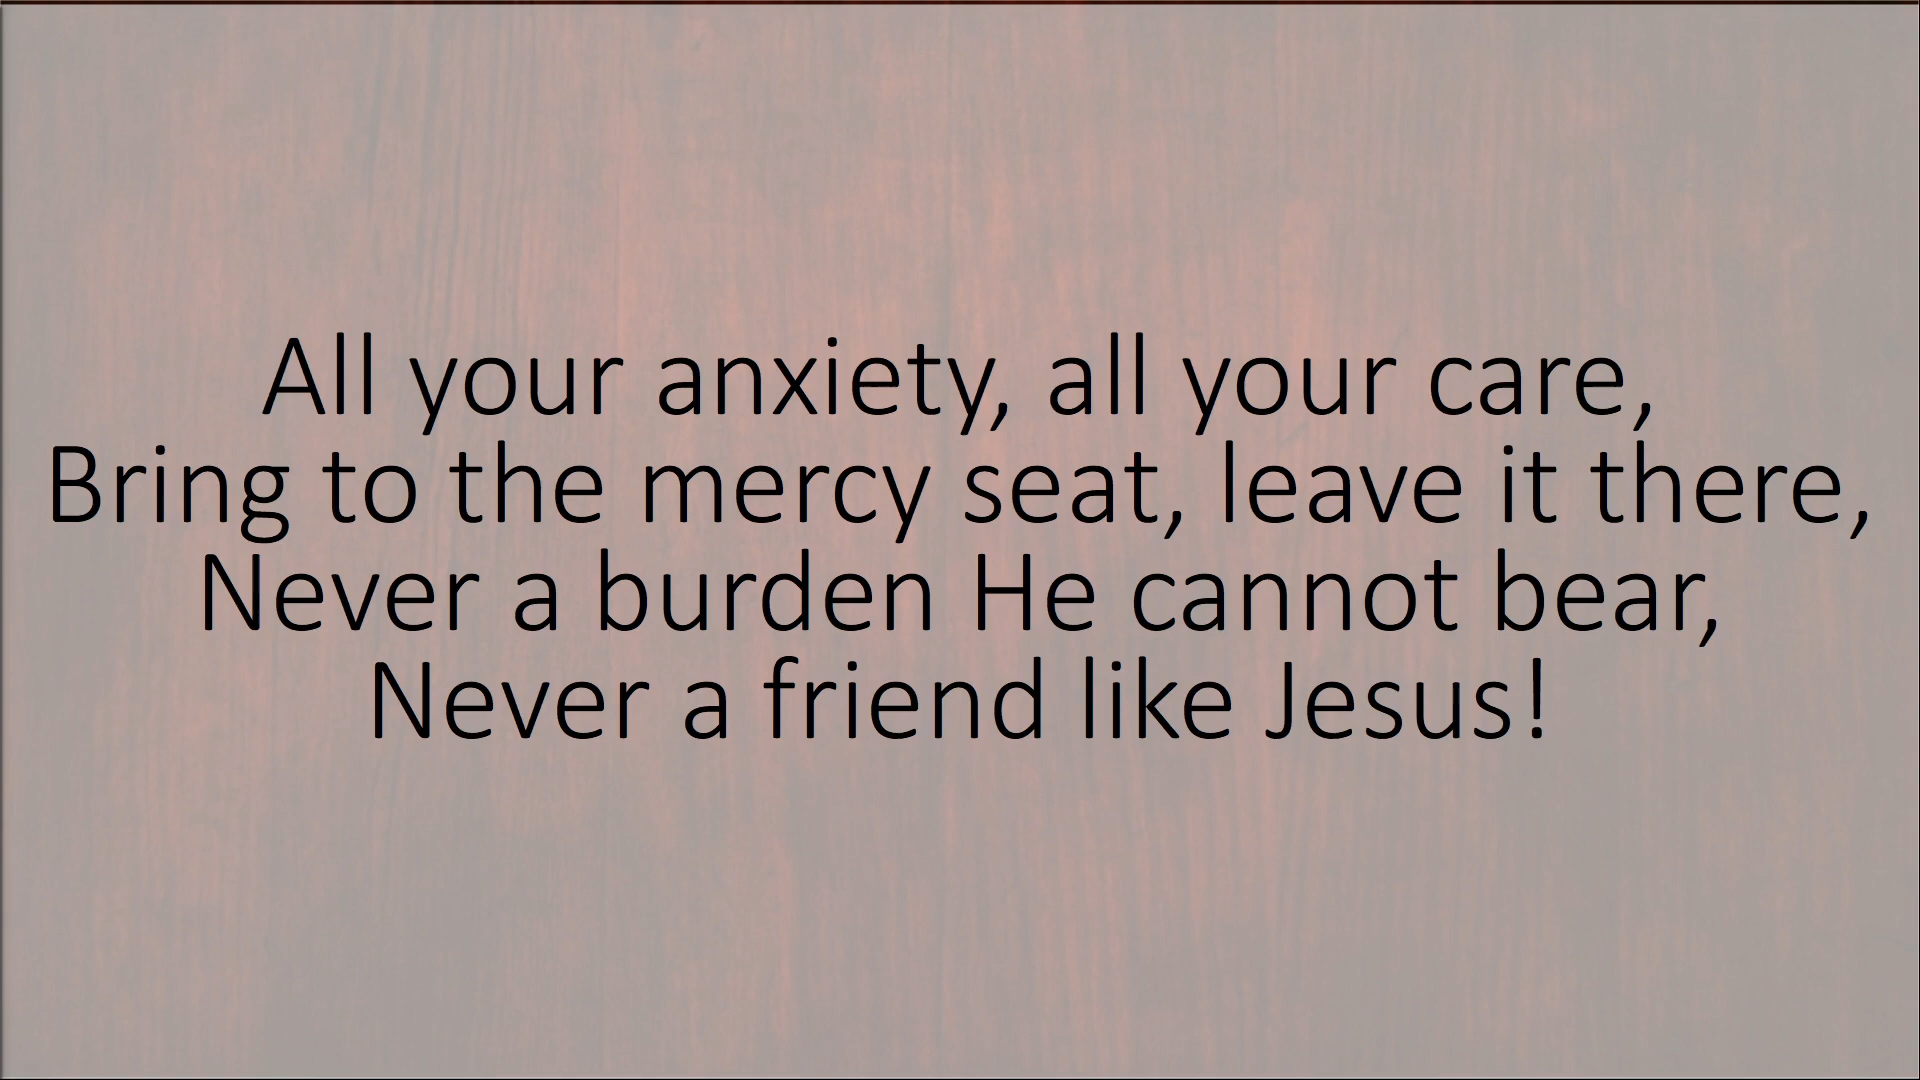 All your anxiety, all your care,
Bring to the mercy seat, leave it there,
Never a burden He cannot bear,
Never a friend like Jesus!